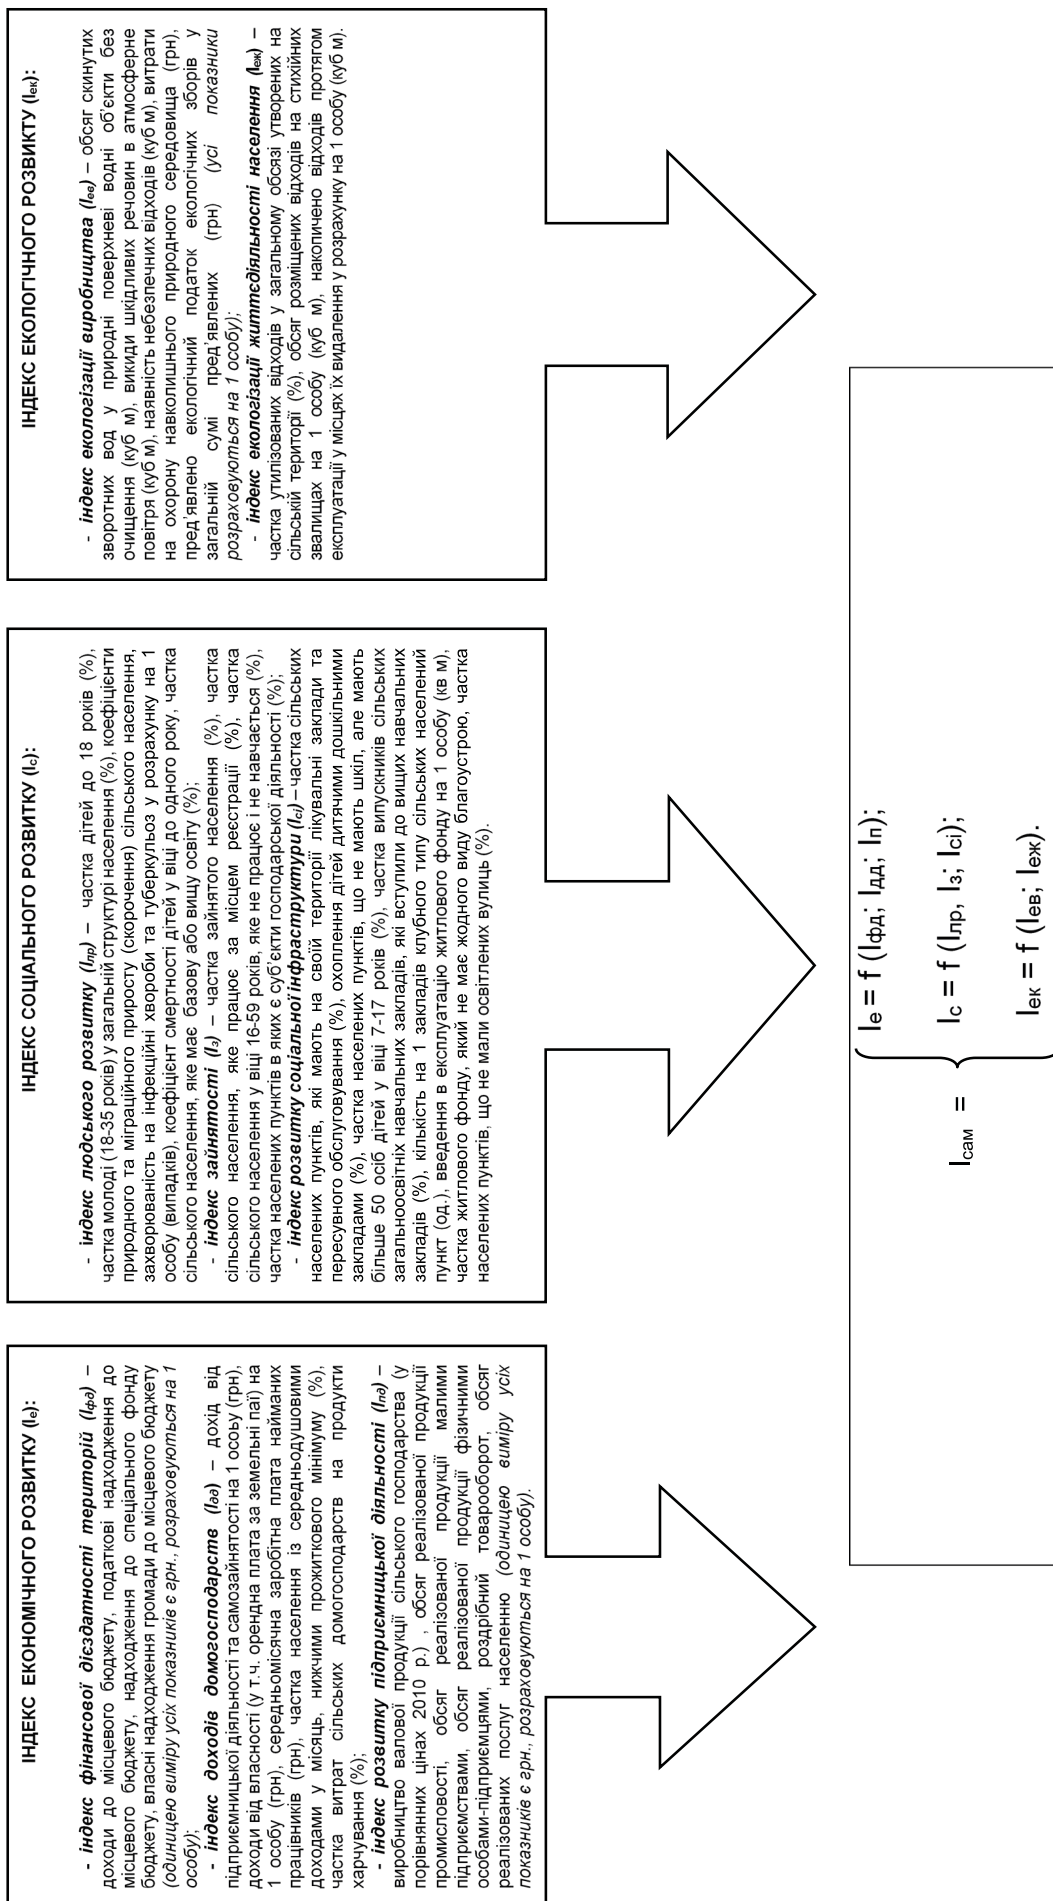 ІНДЕКС ЕКОНОМІЧНОГО РОЗВИТКУ (Іе):
- індекс фінансової дієздатності територій (Іфд) –
доходи до місцевого бюджету, податкові надходження до
місцевого бюджету, надходження до спеціального фонду
бюджету, власні надходження громади до місцевого бюджету
(одиницею виміру усіх показників є грн., розраховуються на 1
особу);
- індекс доходів домогосподарств (Ідд) – дохід від
підприємницької діяльності та самозайнятості на 1 особьу (грн),
доходи від власності (у т.ч. орендна плата за земельні паї) на
1 особу (грн), середньомісячна заробітна плата найманих
працівників (грн), частка населення із середньодушовими
доходами у місяць, нижчими прожиткового мінімуму (%),
частка витрат сільських домогосподарств на продукти
харчування (%);
- індекс розвитку підприємницької діяльності (Іпд) –
виробництво валової продукції сільського господарства (у
порівнянних цінах 2010 р.) , обсяг реалізованої продукції
промисловості, обсяг реалізованої продукції малими
підприємствами, обсяг реалізованої продукції фізичними
особами-підприємцями, роздрібний товарооборот, обсяг
реалізованих послуг населенню (одиницею виміру усіх
показників є грн., розраховуються на 1 особу).
ІНДЕКС СОЦІАЛЬНОГО РОЗВИТКУ (Іс):
- індекс людського розвитку (Ілр) – частка дітей до 18 років (%),
частка молоді (18-35 років) у загальній структурі населення (%), коефіцієнти
природного та міграційного приросту (скорочення) сільського населення,
захворюваність на інфекційні хвороби та туберкульоз у розрахунку на 1
особу (випадків), коефіцієнт смертності дітей у віці до одного року, частка
сільського населення, яке має базову або вищу освіту (%);
- індекс зайнятості (Із) – частка зайнятого населення (%), частка
сільського населення, яке працює за місцем реєстрації (%), частка
сільського населення у віці 16-59 років, яке не працює і не навчається (%),
частка населених пунктів в яких є суб’єкти господарської діяльності (%);
- індекс розвитку соціальної інфраструктури (Ісі) – частка сільських
населених пунктів, які мають на своїй території лікувальні заклади та
пересувного обслуговування (%), охоплення дітей дитячими дошкільними
закладами (%), частка населених пунктів, що не мають шкіл, але мають
більше 50 осіб дітей у віці 7-17 років (%), частка випускників сільських
загальноосвітніх навчальних закладів, які вступили до вищих навчальних
закладів (%), кількість на 1 закладів клубного типу сільських населений
пункт (од.), введення в експлуатацію житлового фонду на 1 особу (кв м),
частка житлового фонду, який не має жодного виду благоустрою, частка
населених пунктів, що не мали освітлених вулиць (%).
ІНДЕКС ЕКОЛОГІЧНОГО РОЗВИКТУ (Іек):
- індекс екологізації виробництва (Іев) – обсяг скинутих
зворотних вод у природні поверхневі водні об’єкти без
очищення (куб м), викиди шкідливих речовин в атмосферне
повітря (куб м), наявність небезпечних відходів (куб м), витрати
на охорону навколишнього природного середовища (грн),
пред’явлено екологічний податок екологічних зборів у
загальній сумі пред’явлених (грн) (усі показники
розраховуються на 1 особу);
- індекс екологізації життєдіяльності населення (Іеж) –
частка утилізованих відходів у загальному обсязі утворених на
сільській території (%), обсяг розміщених відходів на стихійних
звалищах на 1 особу (куб м), накопичено відходів протягом
експлуатації у місцях їх видалення у розрахунку на 1 особу (куб м).
Ісам =
Іе = f (Іфд; Ідд; Іп);
Іс = f (Ілр, Із; Ісі);
Іек = f (Іев; Іеж).